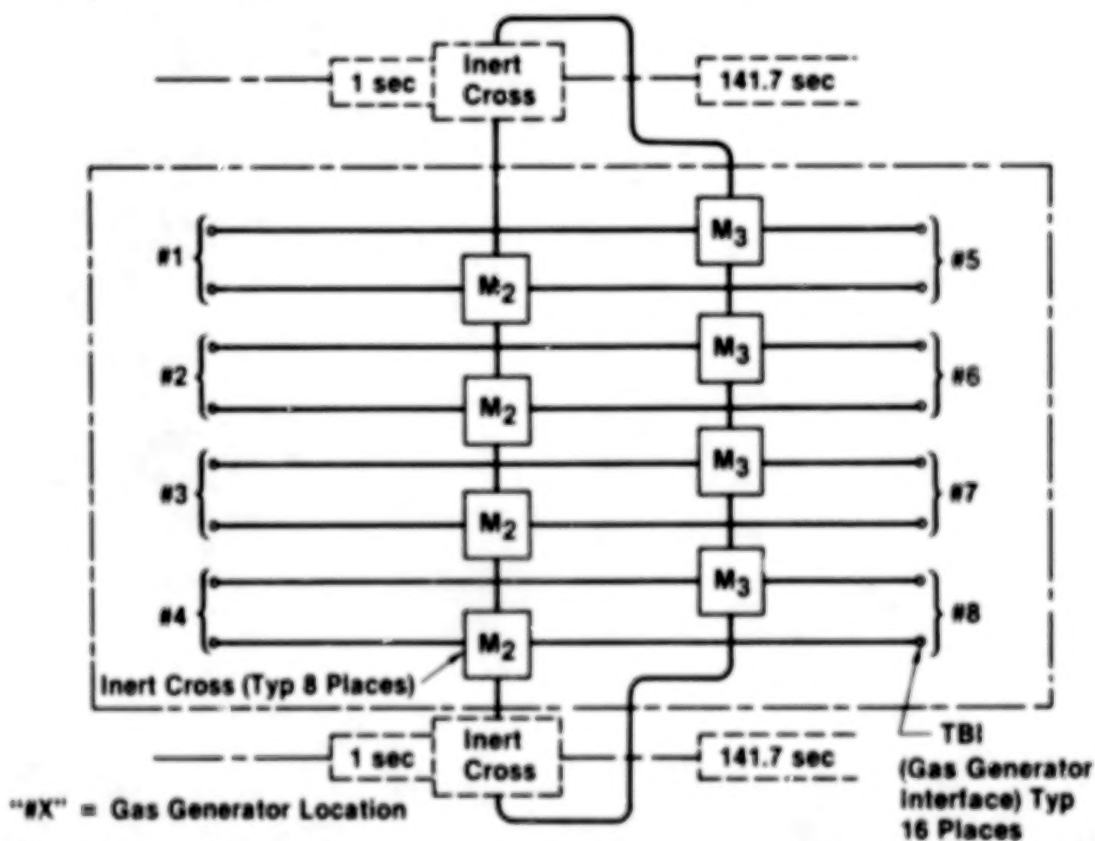 1 sec
Inert
Cross
141.7 sec
#1
M3
#5
M2
#2
M3
#6
M2
#3
M3
#7
M2
#4
M3
#8
M2
Inert Cross (Typ 8 Places)
1 sec
Inert
Cross
141.7 sec
TBI
(Gas Generator
Interface) Typ
16 Places
"#X" = Gas Generator Location